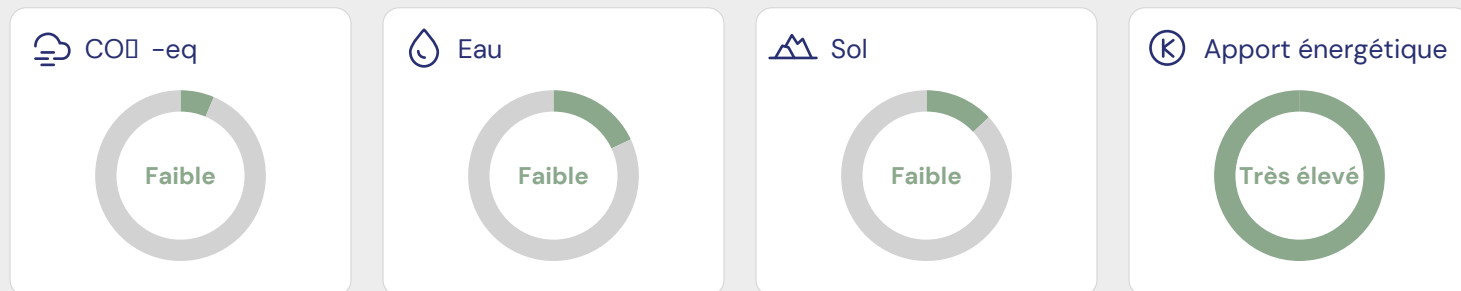 CO▯ -eq
Eau
Sol
Apport énergétique
Faible
Faible
Faible
Très élevé